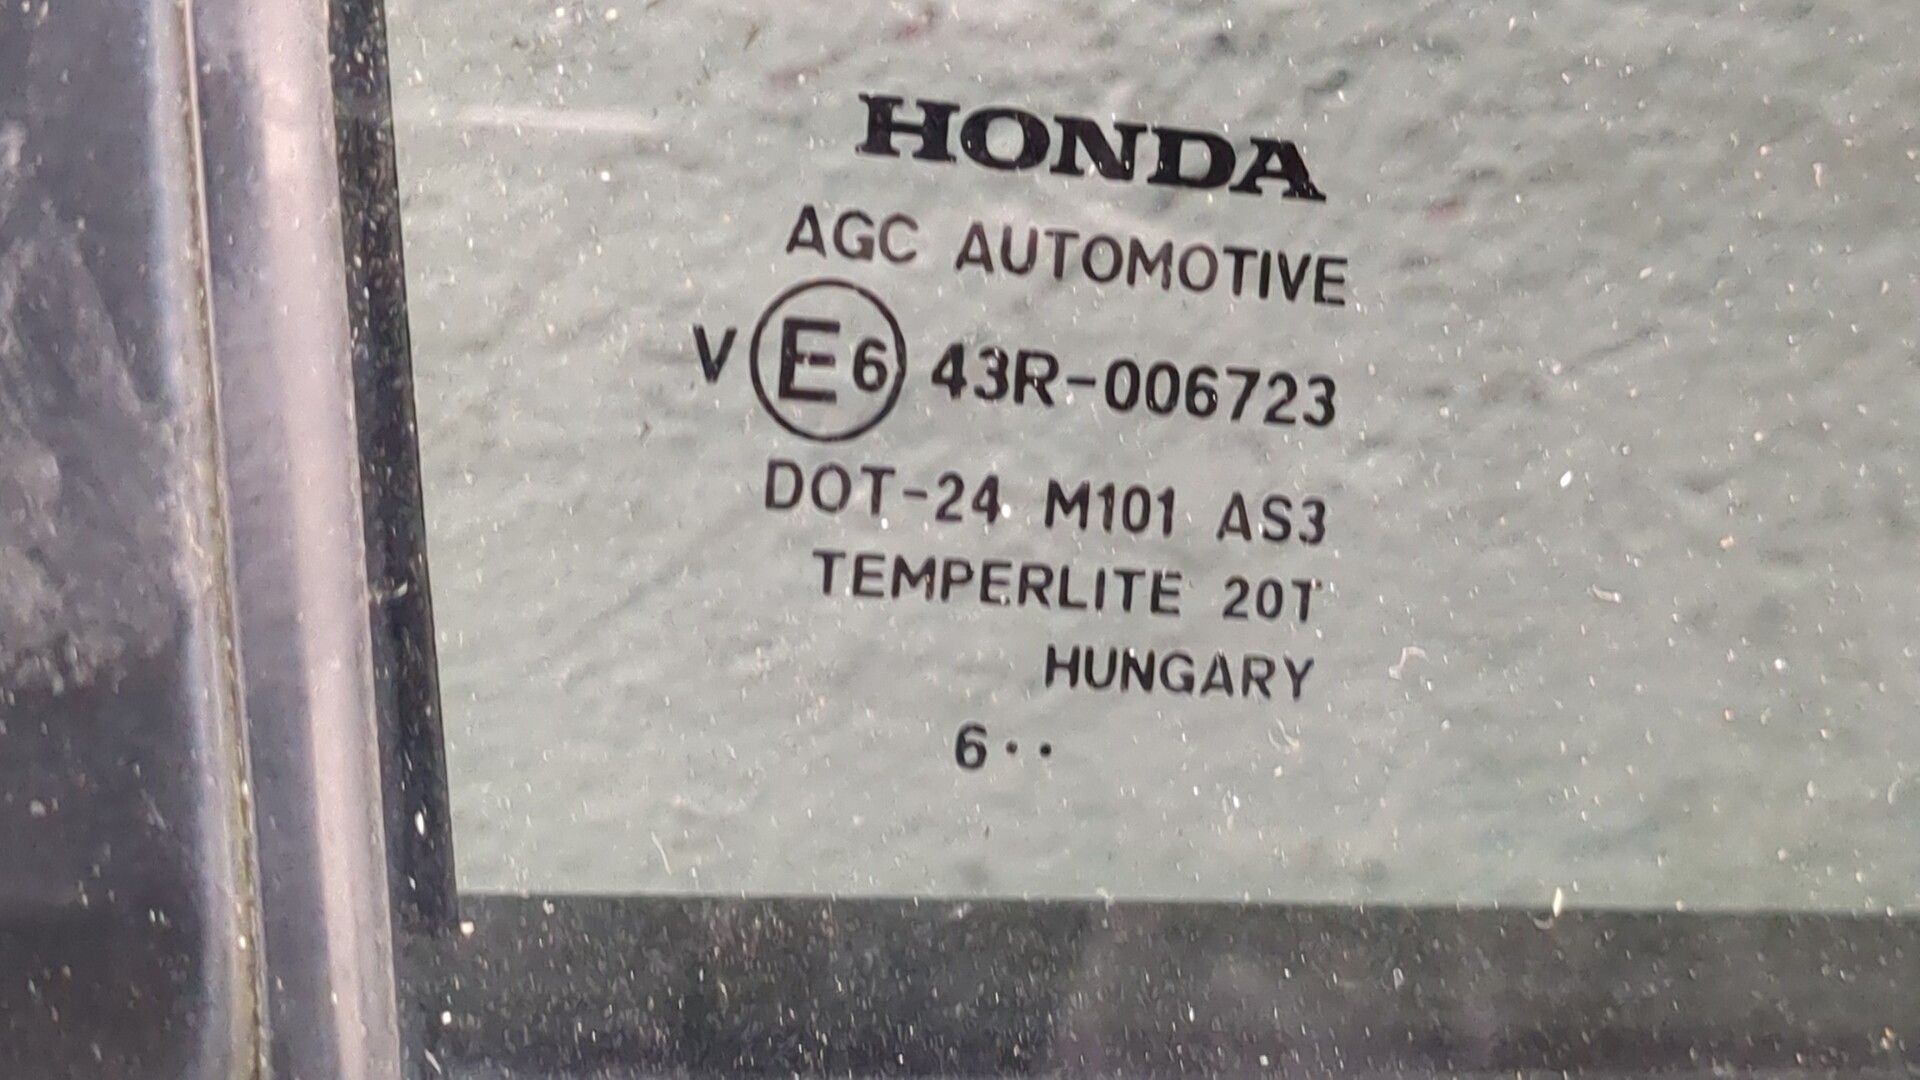 HONDA
AGC AUTOMOTIVE
V E6 43R-006723
DOT-24 M101 AS3
TEMPERLITE 20T
HUNGARY
6··